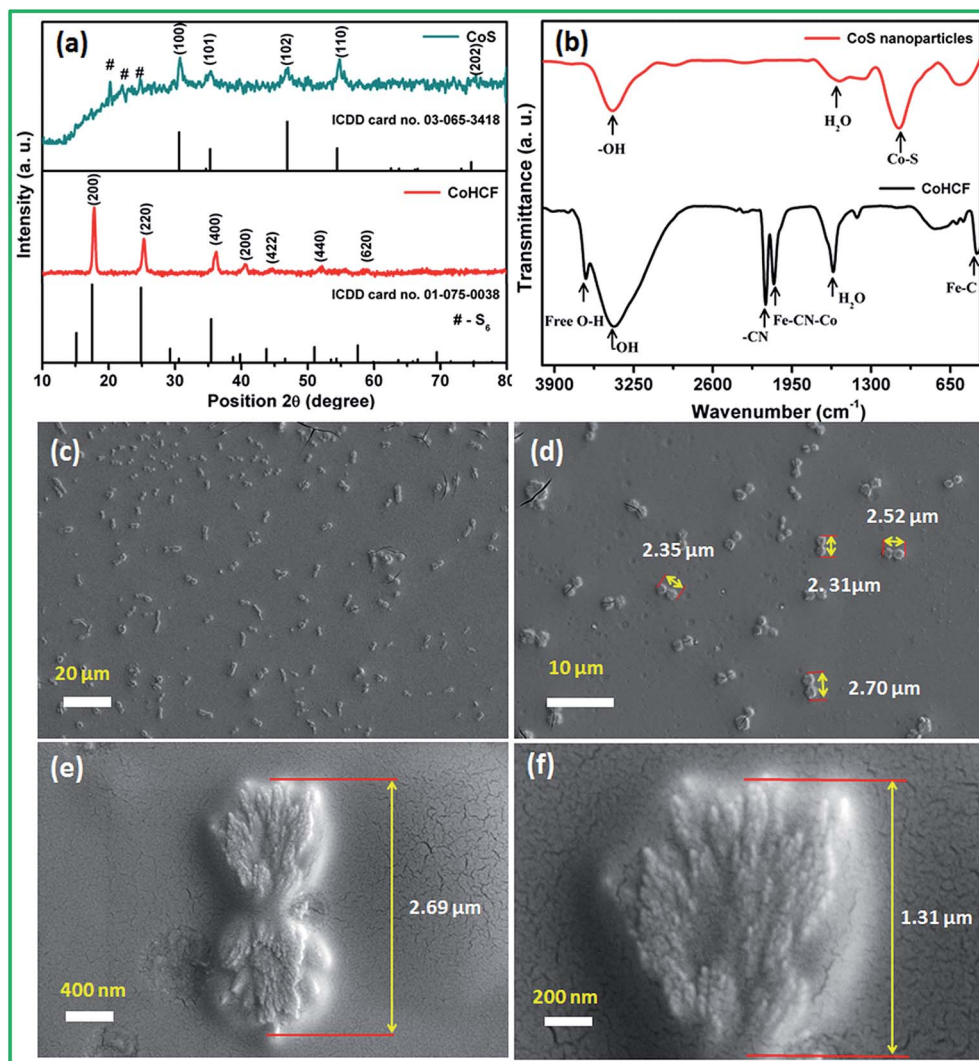 (a)
CoS
(100)
(101)
(102)
(110)
(202)
# # #
ICDD card no. 03-065-3418
CoHCF
(200)
(220)
(400)
(200)
(422)
(440)
(620)
ICDD card no. 01-075-0038
# - S6
Intensity (a. u.)
10 20 30 40 50 60 70 80
Position 2θ (degree)
(b)
CoS nanoparticles
-OH
H2O
Co-S
CoHCF
Free O-H
-OH
-CN
Fe-CN-Co
H2O
Fe-C
Transmittance (a. u.)
3900 3250 2600 1950 1300 650
Wavenumber (cm-1)
(c)
20 µm
(d)
2.35 µm
2.52 µm
2. 31µm
2.70 µm
10 µm
(e)
2.69 µm
400 nm
(f)
1.31 µm
200 nm